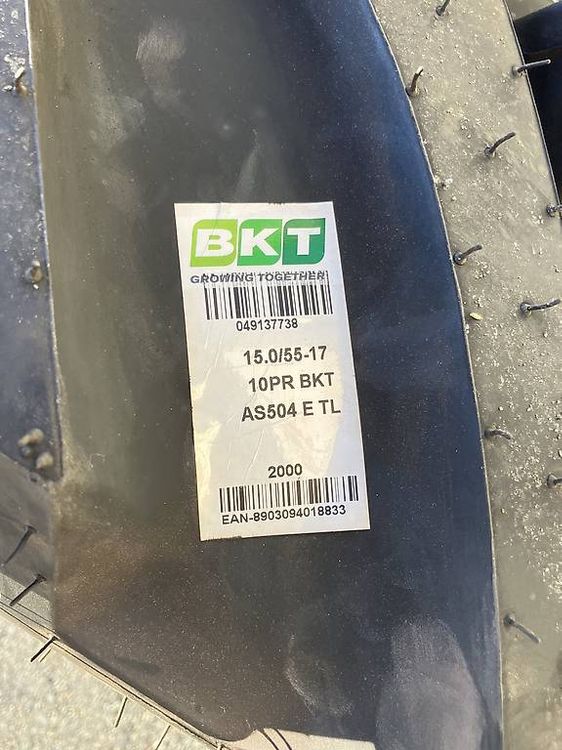 BKT
GROWING TOGETHER
049137738
15.0/55-17
10PR BKT
AS504 E TL
2000
EAN-8903094018833